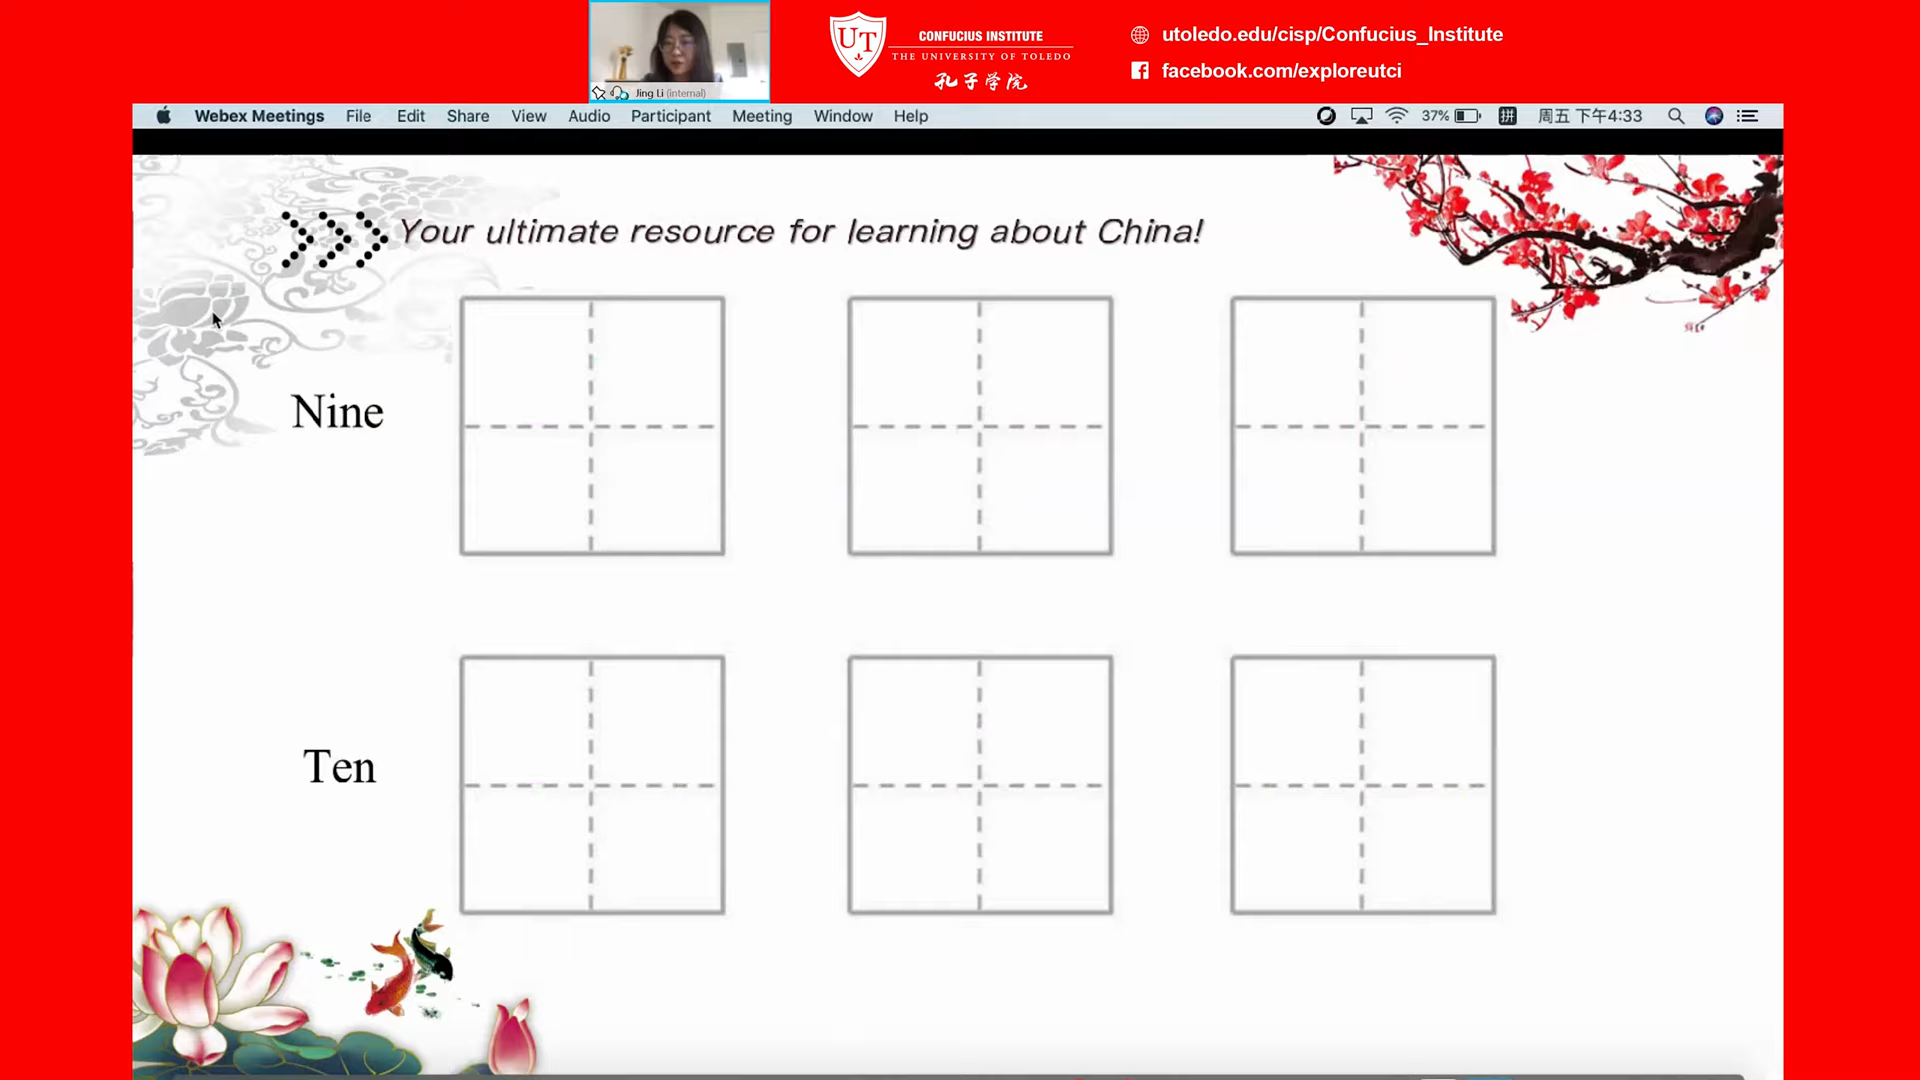 UT
CONFUCIUS INSTITUTE
THE UNIVERSITY OF TOLEDO
孔子学院
utoledo.edu/cisp/Confucius_Institute
facebook.com/exploreutci
Jing Li (internal)
Webex Meetings File Edit Share View Audio Participant Meeting Window Help 37% 拼 周五 下午4:33
Your ultimate resource for learning about China!
Nine
Ten